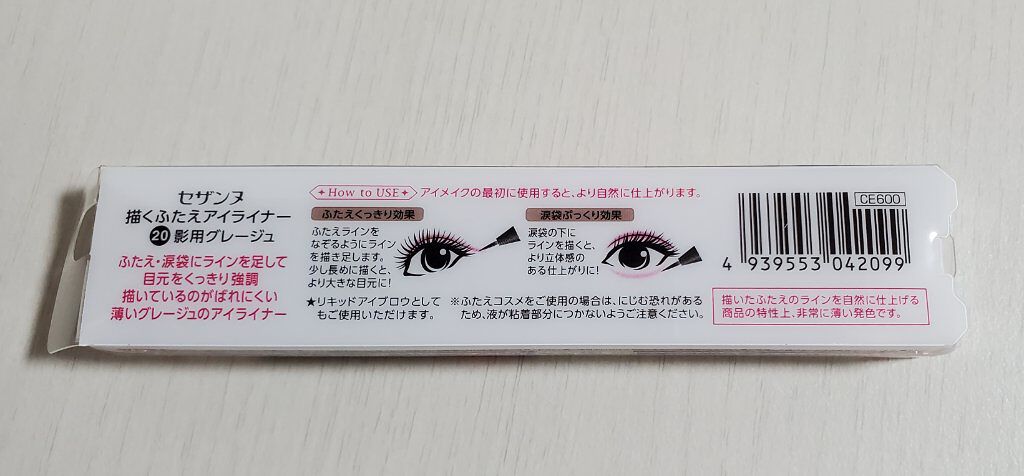 セザンヌ
描くふたえアイライナー
20 影用グレージュ
ふたえ・涙袋にラインを足して
目元をくっきり強調
描いているのがばれにくい
薄いグレージュのアイライナー
How to USE アイメイクの最初に使用すると、より自然に仕上がります。
ふたえくっきり効果
ふたえラインを
なぞるようにライン
を描き足します。
少し長めに描くと、
より大きな目元に!
涙袋ぷっくり効果
涙袋の下に
ラインを描くと、
より立体感の
ある仕上がりに!
★リキッドアイブロウとして
もご使用いただけます。
※ふたえコスメをご使用の場合は、にじむ恐れがある
ため、液が粘着部分につかないようご注意ください。
CE600
4 939553 042099
描いたふたえのラインを自然に仕上げる
商品の特性上、非常に薄い発色です。